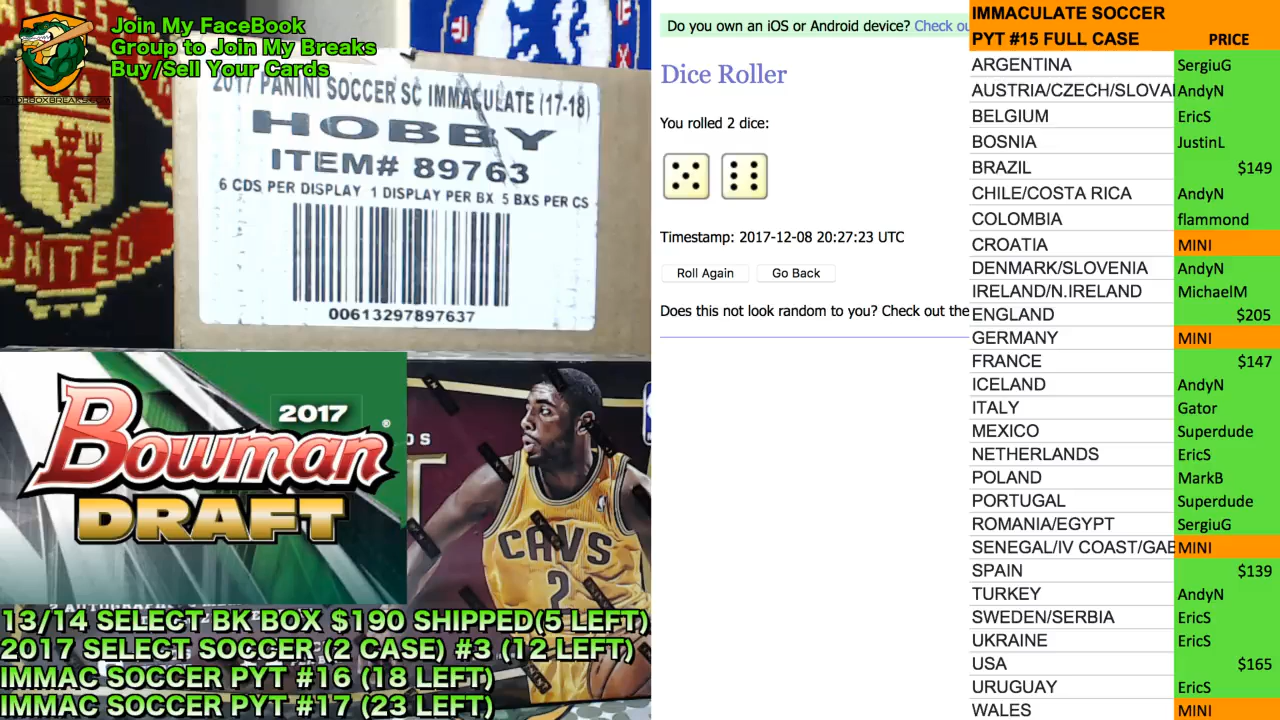 Join My FaceBook
Group to Join My Breaks
Buy/Sell Your Cards
UNITED
2017 PANINI SOCCER SC IMMACULATE (17-18)
HOBBY
ITEM# 89763
6 CDS PER DISPLAY 1 DISPLAY PER BX 5 BXS PER CS
00613297897637
2017
Bowman®
DRAFT
CAVS
2
13/14 SELECT BK BOX $190 SHIPPED(5 LEFT)
2017 SELECT SOCCER (2 CASE) #3 (12 LEFT)
IMMAC SOCCER PYT #16 (18 LEFT)
IMMAC SOCCER PYT #17 (23 LEFT)
Do you own an iOS or Android device? Check ou
Dice Roller
You rolled 2 dice:
Timestamp: 2017-12-08 20:27:23 UTC
Roll Again Go Back
Does this not look random to you? Check out the
IMMACULATE SOCCER
PYT #15 FULL CASE PRICE
ARGENTINA SergiuG
AUSTRIA/CZECH/SLOVA AndyN
BELGIUM EricS
BOSNIA JustinL
BRAZIL $149
CHILE/COSTA RICA AndyN
COLOMBIA flammond
CROATIA MINI
DENMARK/SLOVENIA AndyN
IRELAND/N.IRELAND MichaelM
ENGLAND $205
GERMANY MINI
FRANCE $147
ICELAND AndyN
ITALY Gator
MEXICO Superdude
NETHERLANDS EricS
POLAND MarkB
PORTUGAL Superdude
ROMANIA/EGYPT SergiuG
SENEGAL/IV COAST/GAB MINI
SPAIN $139
TURKEY AndyN
SWEDEN/SERBIA EricS
UKRAINE EricS
USA $165
URUGUAY EricS
WALES MINI